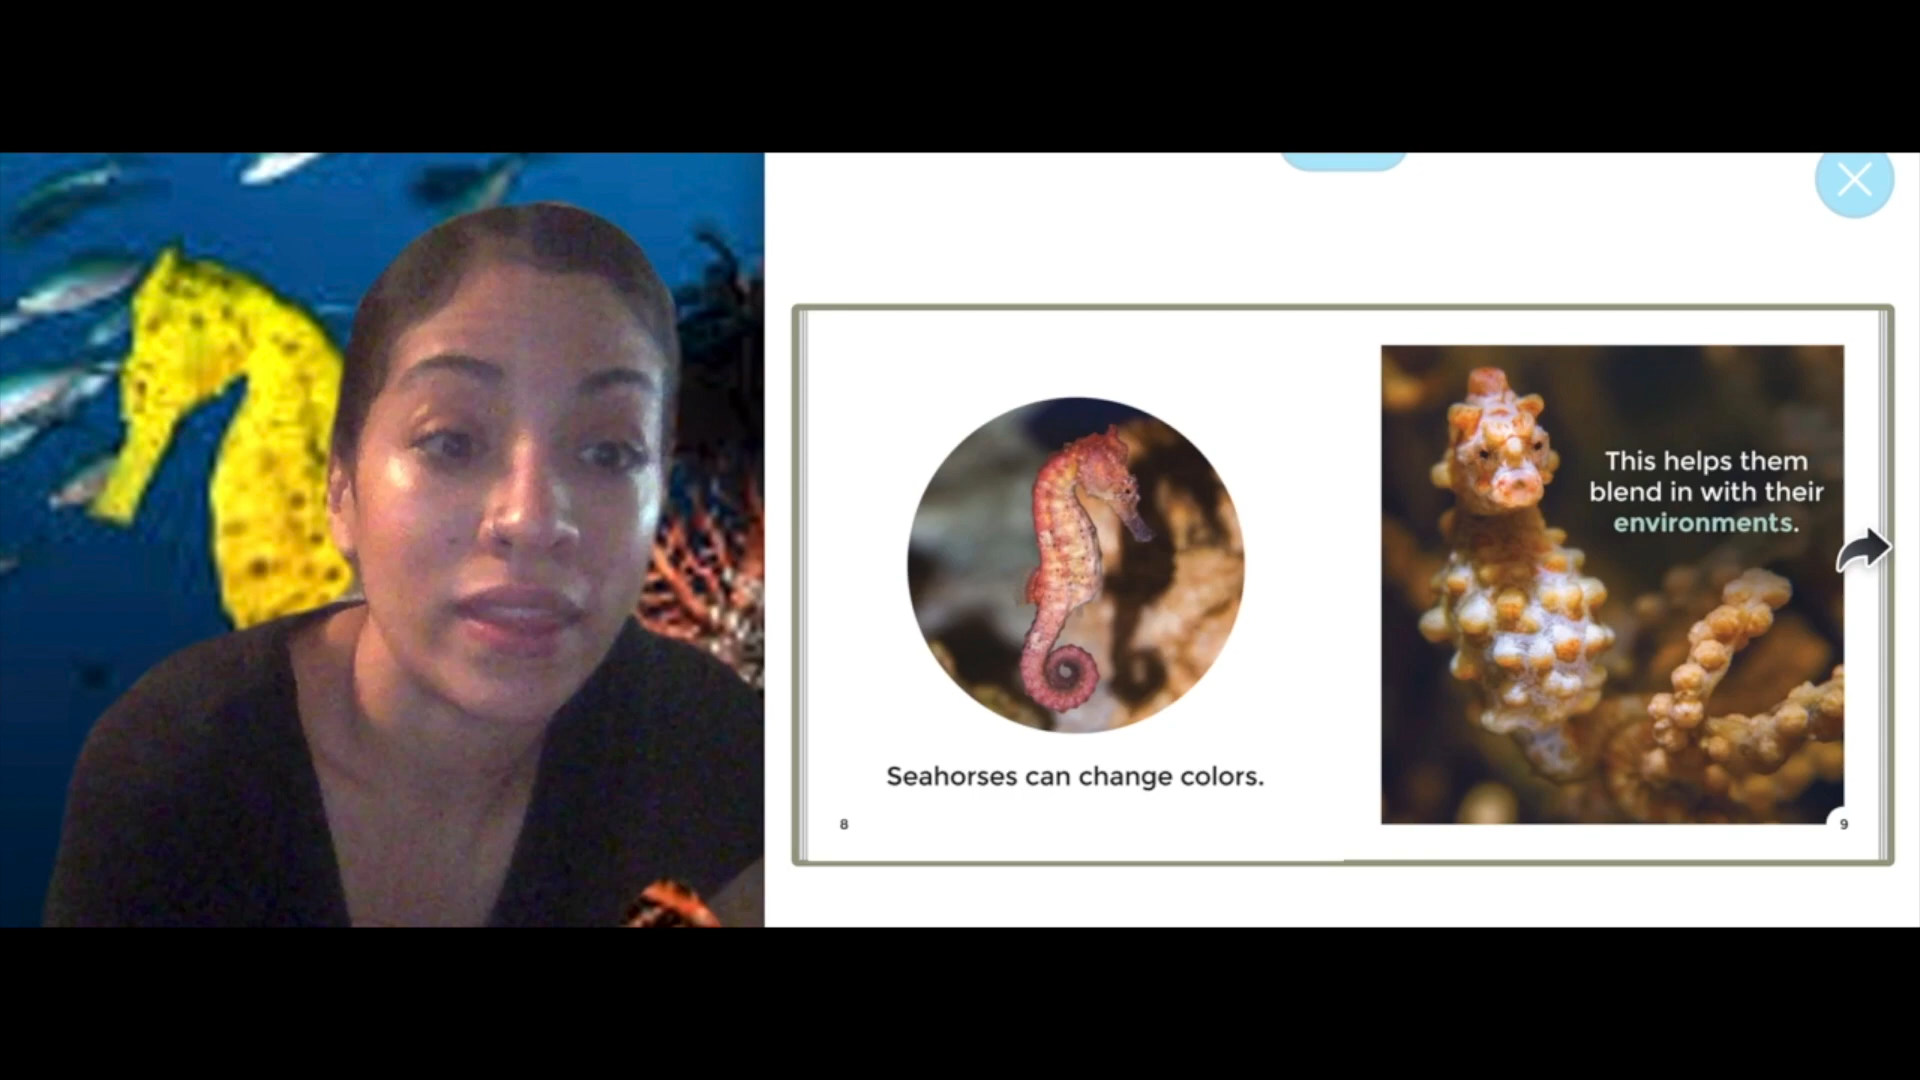 Seahorses can change colors.
8
This helps them
blend in with their
environments.
9